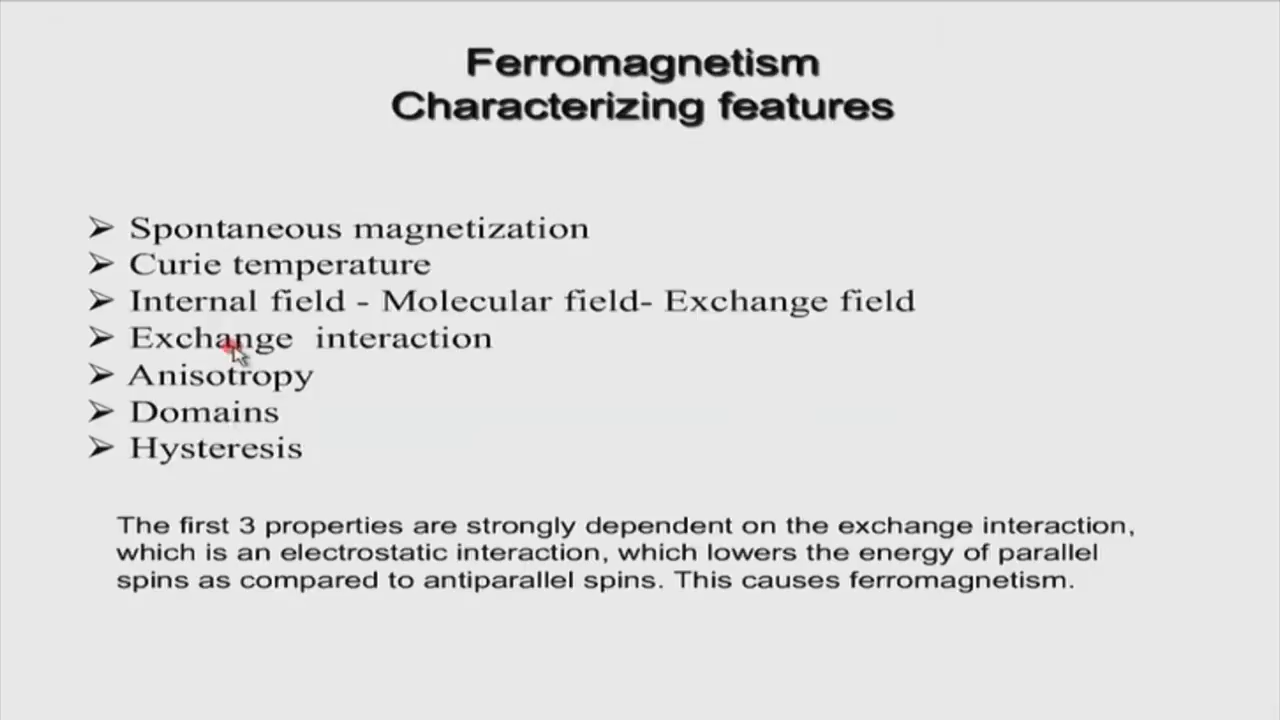 Ferromagnetism
Characterizing features
➢ Spontaneous magnetization
➢ Curie temperature
➢ Internal field - Molecular field- Exchange field
➢ Exchange  interaction
➢ Anisotropy
➢ Domains
➢ Hysteresis
The first 3 properties are strongly dependent on the exchange interaction,
which is an electrostatic interaction, which lowers the energy of parallel
spins as compared to antiparallel spins. This causes ferromagnetism.